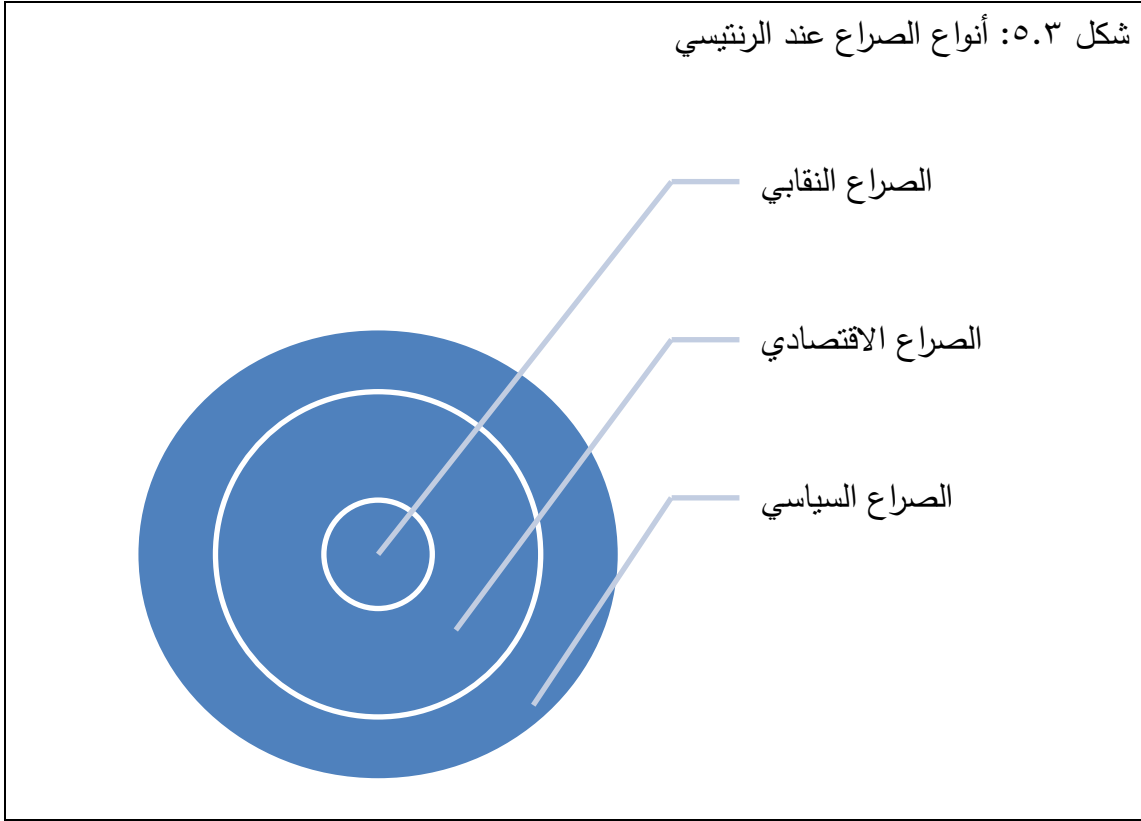 شكل ٥.٣: أنواع الصراع عند الرنتيسي
الصراع النقابي
الصراع الاقتصادي
الصراع السياسي